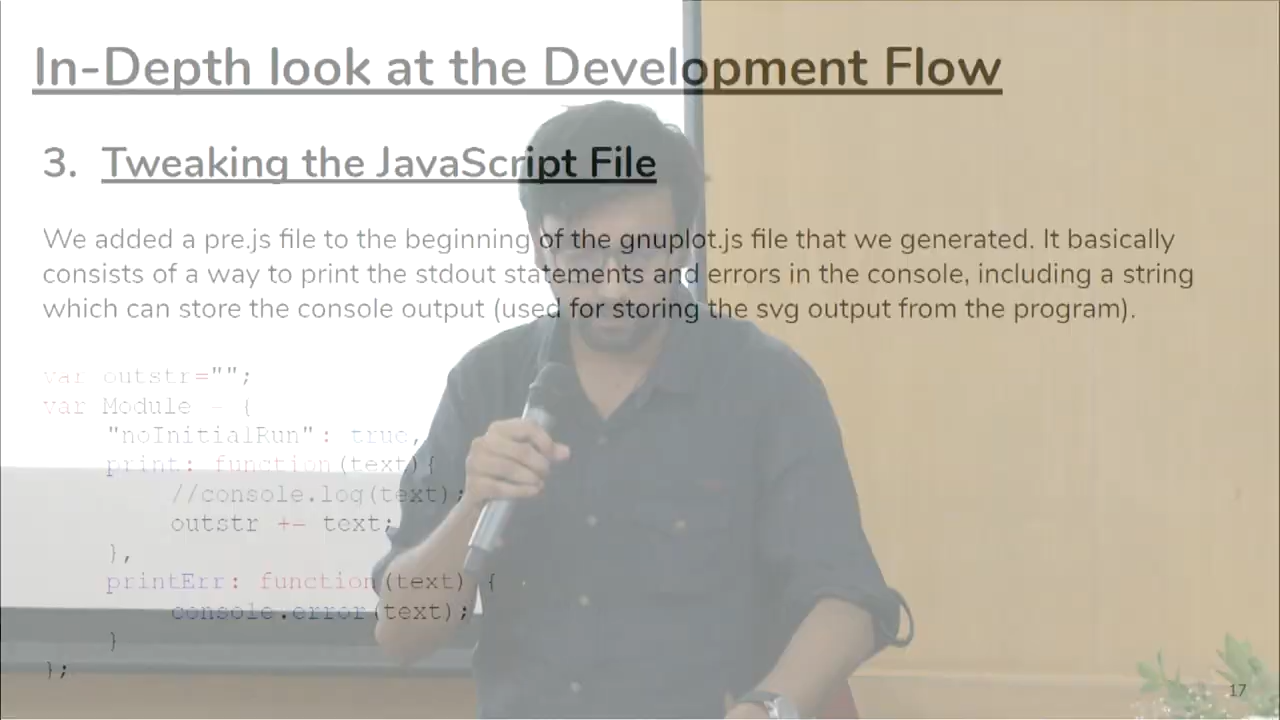 In-Depth look at the Development Flow
3. Tweaking the JavaScript File
We added a pre.js file to the beginning of the gnuplot.js file that we generated. It basically
consists of a way to print the stdout statements and errors in the console, including a string
which can store the console output (used for storing the svg output from the program).
var outstr="";
var Module = {
"noInitialRun": true,
print: function(text){
//console.log(text);
outstr += text;
},
printErr: function(text) {
console.error(text);
}
};
17